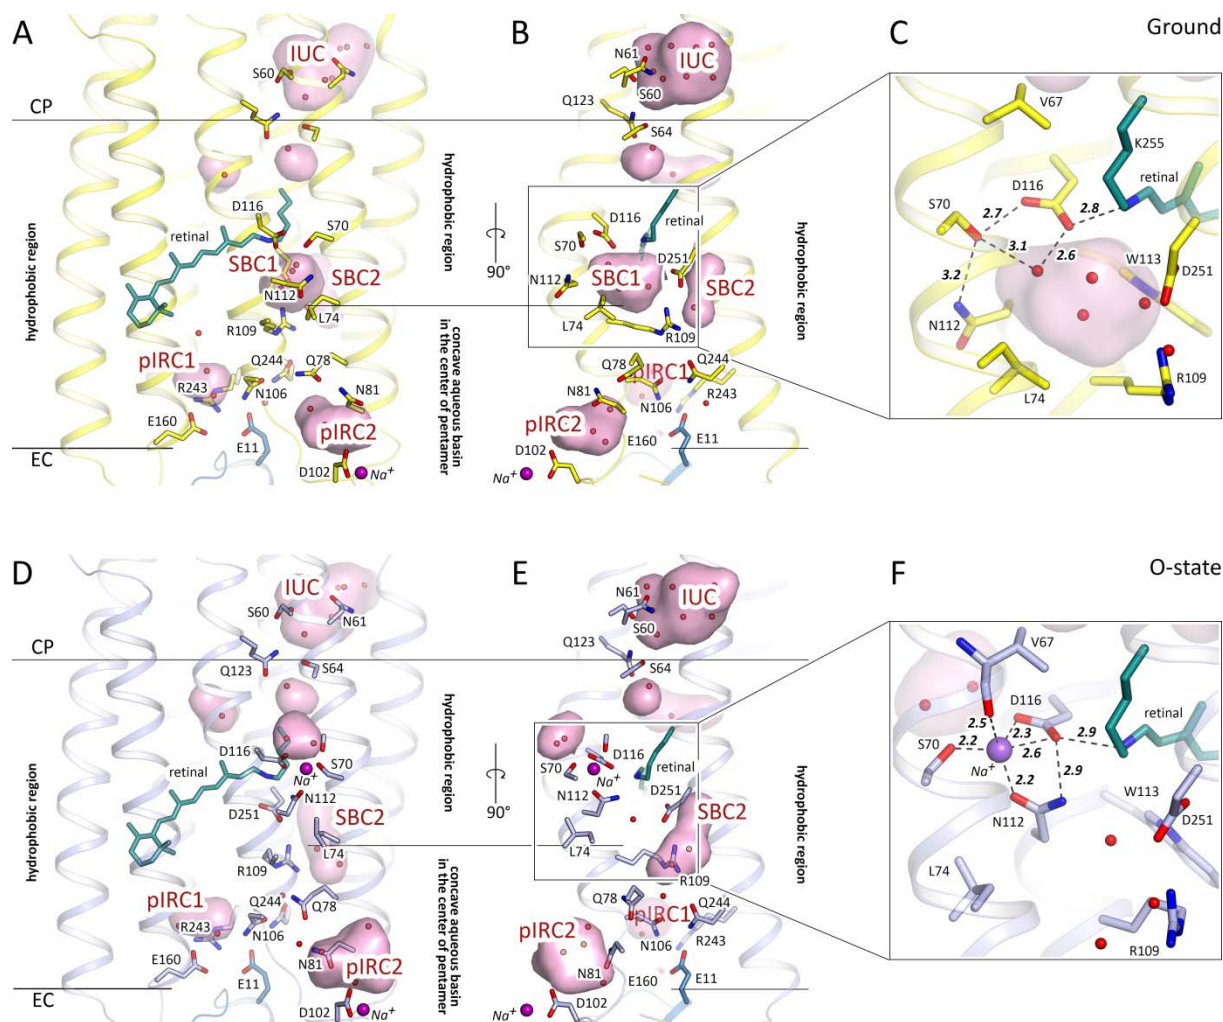 A
IUC
S60
CP
hydrophobic region
hydrophobic region
D116
S70
retinal
SBC1
SBC2
N112
L74
R109
pIRC1
Q244
Q78
R243
N106
N81
E160
pIRC2
E11
EC
D102
Na⁺
concave aqueous basin
in the center of pentamer
90°
B
N61
IUC
S60
Q123
S64
D116
retinal
S70
D251
N112
SBC1
SBC2
L74
R109
hydrophobic region
Q78
Q244
pIRC1
N81
N106
R243
pIRC2
E160
E11
D102
Na⁺
C
Ground
V67
K255
D116
retinal
S70
2.7
2.8
3.1
2.6
3.2
W113
D251
N112
L74
R109
D
IUC
S60
N61
CP
Q123
S64
hydrophobic region
hydrophobic region
D116
retinal
Na⁺
S70
N112
D251
SBC2
L74
R109
pIRC1
Q244
Q78
R243
N106
N81
E160
pIRC2
E11
EC
D102
Na⁺
concave aqueous basin
in the center of pentamer
90°
E
N61
IUC
S60
Q123
S64
D116
S70
Na⁺
retinal
N112
D251
SBC2
L74
R109
hydrophobic region
Q78
Q244
pIRC1
pIRC2
N106
R243
N81
E160
E11
D102
Na⁺
F
O-state
V67
D116
retinal
2.5
2.3
2.9
S70
2.2
2.6
Na⁺
2.2
2.9
W113
N112
D251
L74
R109